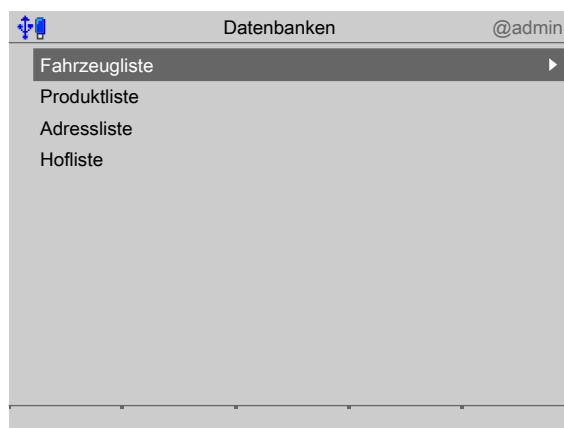 Datenbanken @admin
Fahrzeugliste
Produktliste
Adressliste
Hofliste